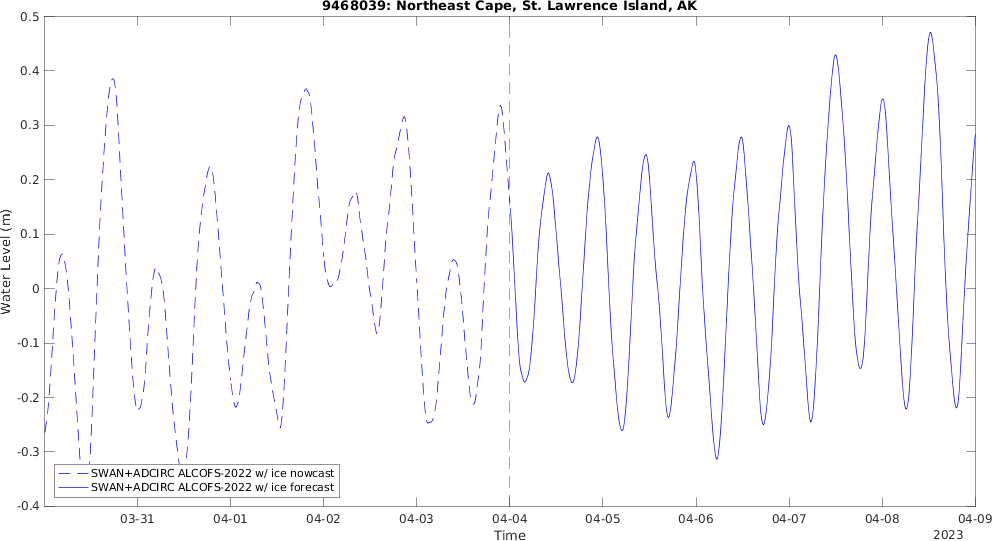 9468039: Northeast Cape, St. Lawrence Island, AK
0.5
0.4
0.3
0.2
0.1
0
-0.1
-0.2
-0.3
-0.4
Water Level (m)
SWAN+ADCIRC ALCOFS-2022 w/ ice nowcast
SWAN+ADCIRC ALCOFS-2022 w/ ice forecast
03-31 04-01 04-02 04-03 04-04 04-05 04-06 04-07 04-08 04-09
Time
2023